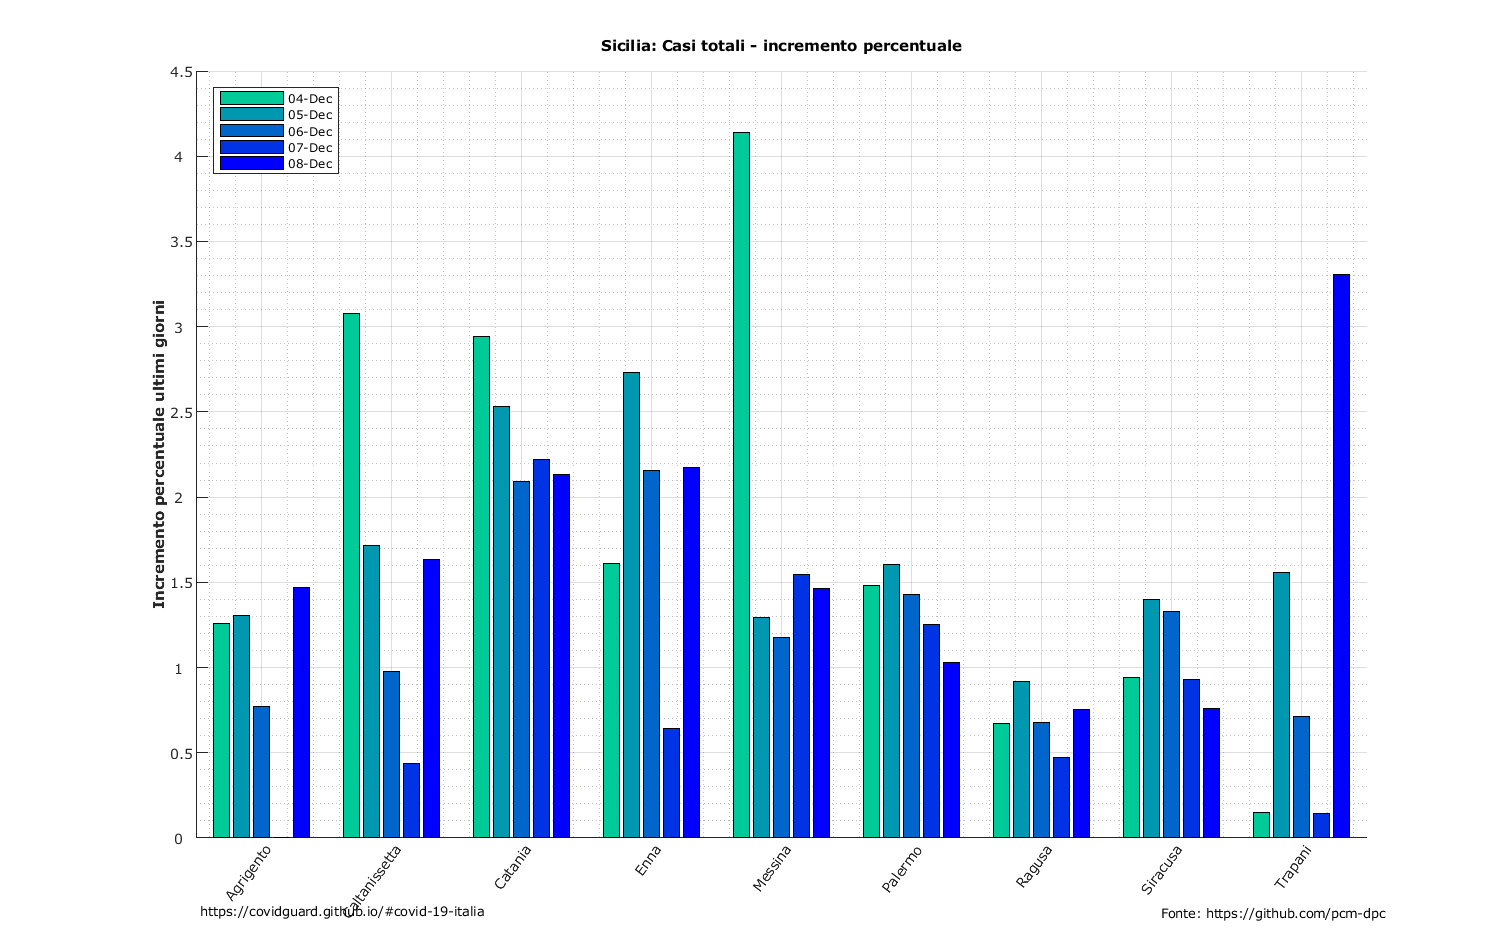 Sicilia: Casi totali - incremento percentuale
Incremento percentuale ultimi giorni
4.5
4
3.5
3
2.5
2
1.5
1
0.5
0
04-Dec
05-Dec
06-Dec
07-Dec
08-Dec
Agrigento
Caltanissetta
Catania
Enna
Messina
Palermo
Ragusa
Siracusa
Trapani
https://covidguard.github.io/#covid-19-italia
Fonte: https://github.com/pcm-dpc